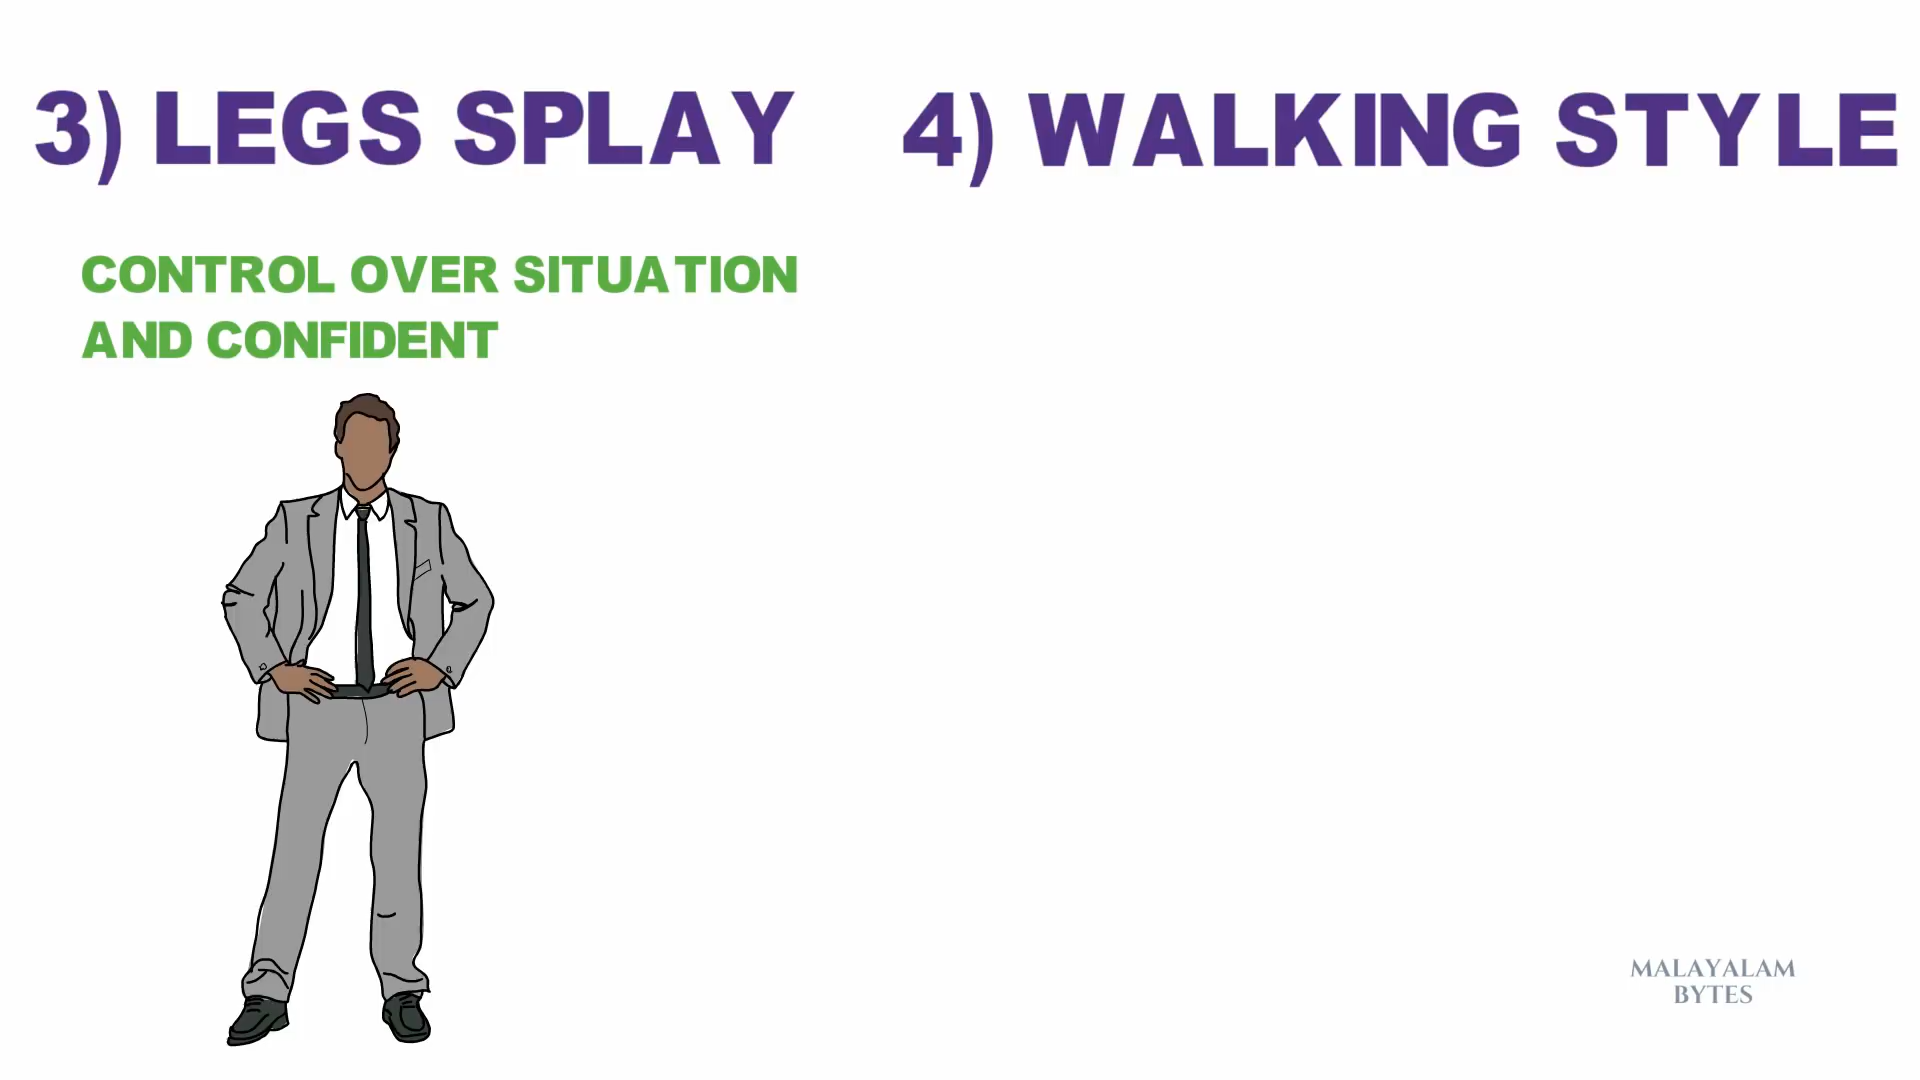 3) LEGS SPLAY
CONTROL OVER SITUATION
AND CONFIDENT
4) WALKING STYLE
MALAYALAM
BYTES